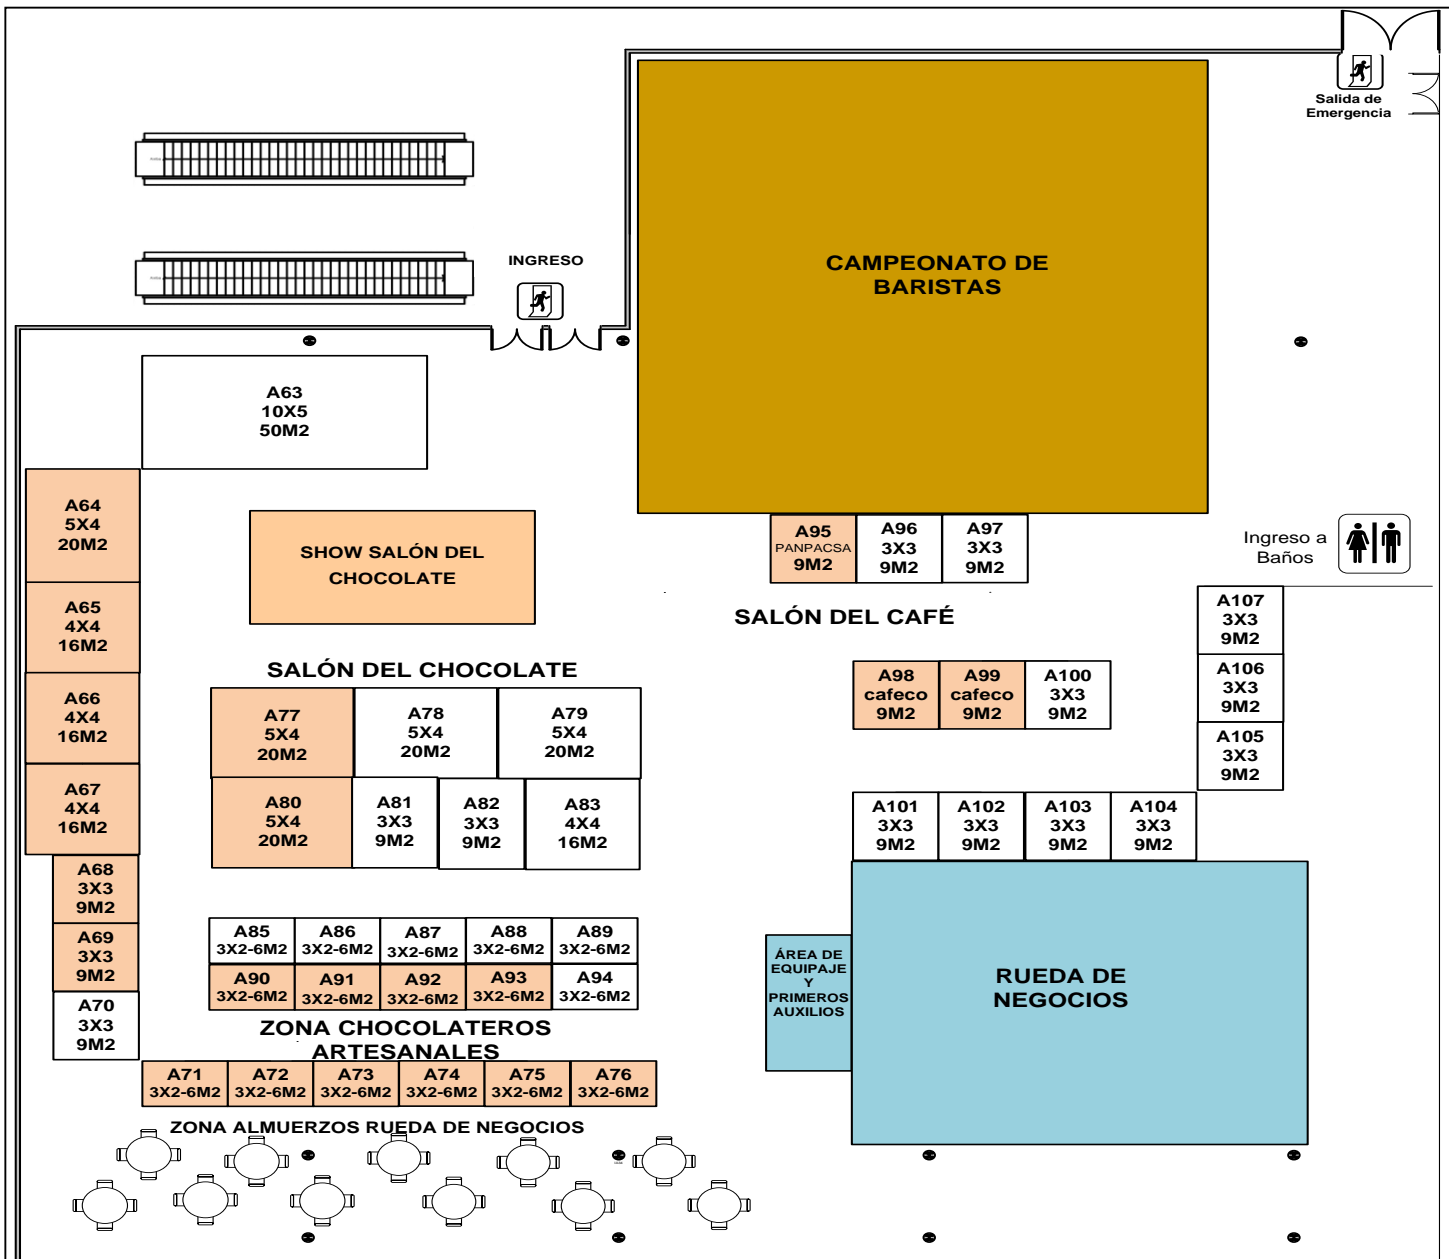 Salida de
Emergencia
INGRESO
CAMPEONATO DE
BARISTAS
A63
10X5
50M2
A64
5X4
20M2
SHOW SALÓN DEL
CHOCOLATE
A95
PANPACSA
9M2
A96
3X3
9M2
A97
3X3
9M2
Ingreso a
Baños
A65
4X4
16M2
SALÓN DEL CAFÉ
A107
3X3
9M2
SALÓN DEL CHOCOLATE
A66
4X4
16M2
A77
5X4
20M2
A78
5X4
20M2
A79
5X4
20M2
A98
cafeco
9M2
A99
cafeco
9M2
A100
3X3
9M2
A106
3X3
9M2
A105
3X3
9M2
A67
4X4
16M2
A80
5X4
20M2
A81
3X3
9M2
A82
3X3
9M2
A83
4X4
16M2
A101
3X3
9M2
A102
3X3
9M2
A103
3X3
9M2
A104
3X3
9M2
A68
3X3
9M2
A69
3X3
9M2
A70
3X3
9M2
A85
3X2-6M2
A86
3X2-6M2
A87
3X2-6M2
A88
3X2-6M2
A89
3X2-6M2
A90
3X2-6M2
A91
3X2-6M2
A92
3X2-6M2
A93
3X2-6M2
A94
3X2-6M2
ÁREA DE
EQUIPAJE
Y
PRIMEROS
AUXILIOS
RUEDA DE
NEGOCIOS
ZONA CHOCOLATEROS
ARTESANALES
A71
3X2-6M2
A72
3X2-6M2
A73
3X2-6M2
A74
3X2-6M2
A75
3X2-6M2
A76
3X2-6M2
ZONA ALMUERZOS RUEDA DE NEGOCIOS